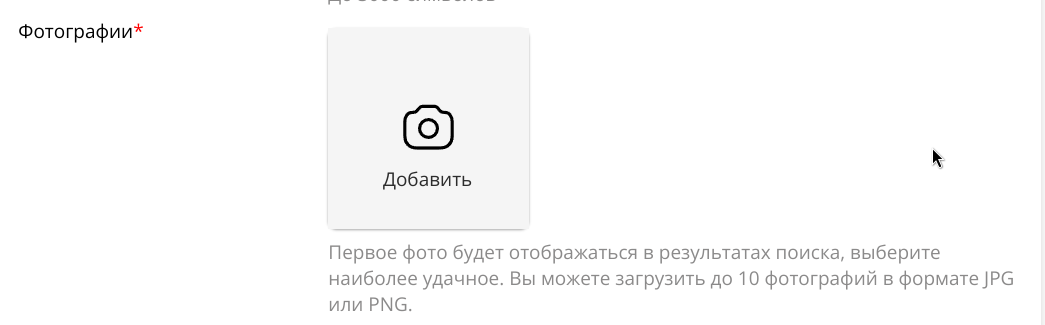 Фотографии*
Добавить
Первое фото будет отображаться в результатах поиска, выберите
наиболее удачное. Вы можете загрузить до 10 фотографий в формате JPG
или PNG.